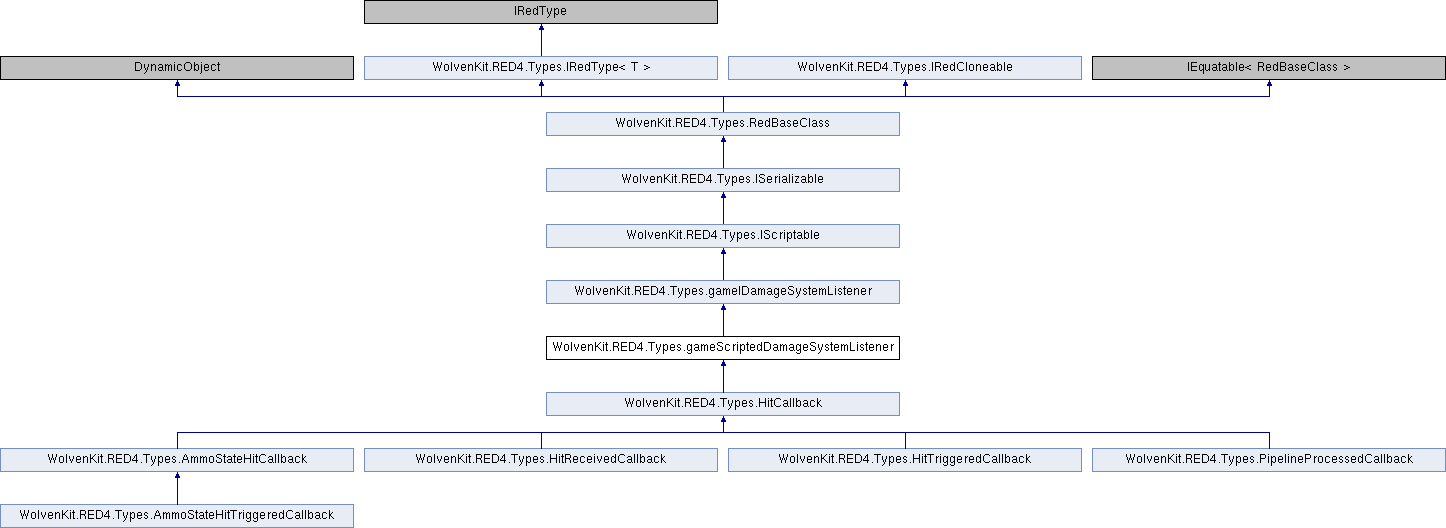 IRedType
DynamicObject
WolvenKit.RED4.Types.IRedType< T >
WolvenKit.RED4.Types.IRedCloneable
IEquatable< RedBaseClass >
WolvenKit.RED4.Types.RedBaseClass
WolvenKit.RED4.Types.ISerializable
WolvenKit.RED4.Types.IScriptable
WolvenKit.RED4.Types.gameIDamageSystemListener
WolvenKit.RED4.Types.gameScriptedDamageSystemListener
WolvenKit.RED4.Types.HitCallback
WolvenKit.RED4.Types.AmmoStateHitCallback
WolvenKit.RED4.Types.HitReceivedCallback
WolvenKit.RED4.Types.HitTriggeredCallback
WolvenKit.RED4.Types.PipelineProcessedCallback
WolvenKit.RED4.Types.AmmoStateHitTriggeredCallback